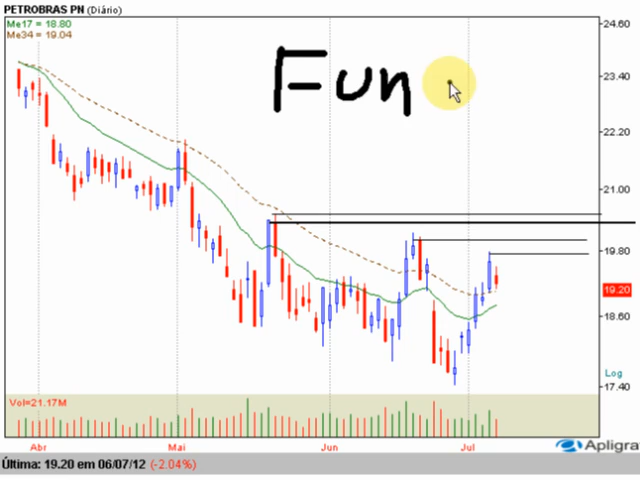 PETROBRAS PN (Diário)
Me17 = 18.80
Me34 = 19.04
Fun
24.60
23.40
22.20
21.00
19.80
19.20
18.60
Log
17.40
Vol=21.17M
Abr Mai Jun Jul
Apligra
Última: 19.20 em 06/07/12 (-2.04%)